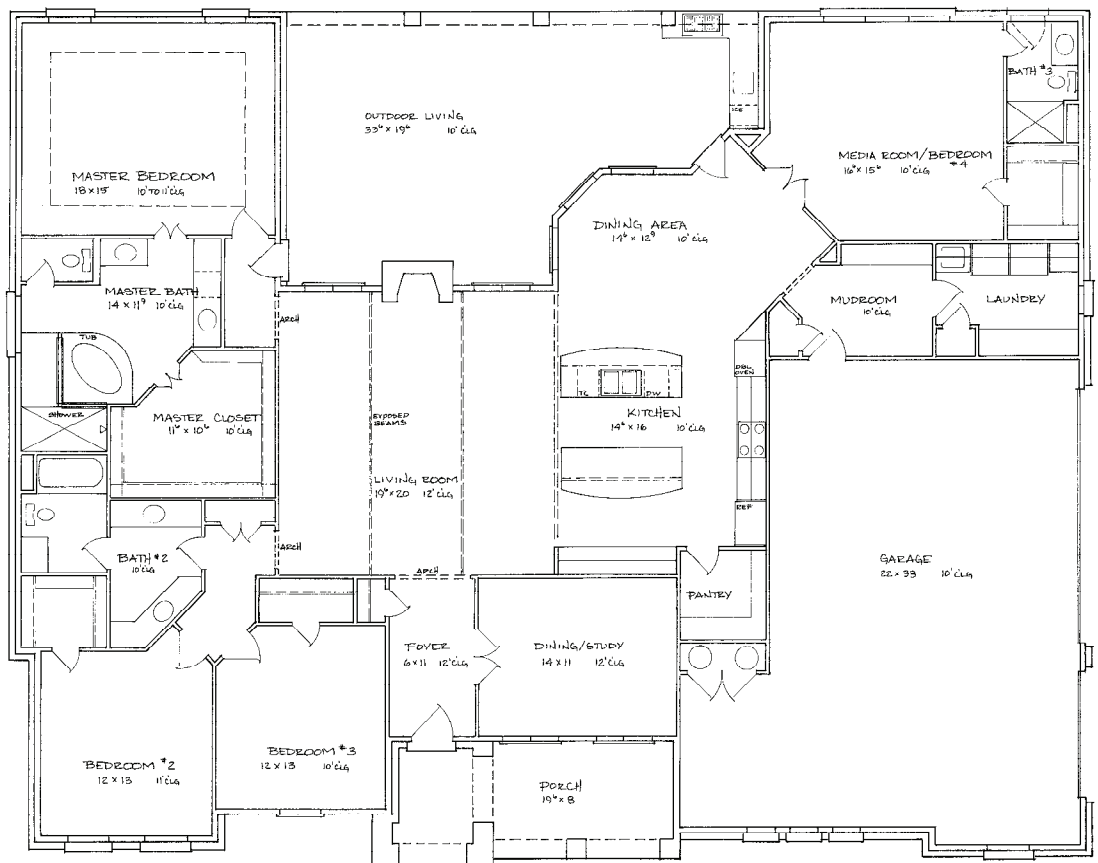 OUTDOOR LIVING
33⁶ x 19⁶ 10' CLG
ICE
BATH #3
MEDIA ROOM/BEDROOM #4
16⁶ x 15⁶ 10' CLG
MASTER BEDROOM
18 x 15 10' TO 11' CLG
DINING AREA
10' CLG
MASTER BATH
14 x 11⁹ 10' CLG
MUDROOM
10' CLG
LAUNDRY
ARCH
TUB
DBL
OVEN
TC
DW
SHOWER
MASTER CLOSET
11⁶ x 10⁶ 10' CLG
EXPOSED
BEAMS
KITCHEN
14⁶ x 16 10' CLG
LIVING ROOM
19⁶ x 20 12' CLG
REF
ARCH
BATH #2
10' CLG
ARCH
GARAGE
22 x 33 10' CLG
PANTRY
FOYER
6 x 11 12' CLG
DINING/STUDY
14 x 11 12' CLG
BEDROOM #2
12 x 13 11' CLG
BEDROOM #3
12 x 13 10' CLG
PORCH
19⁶ x 8